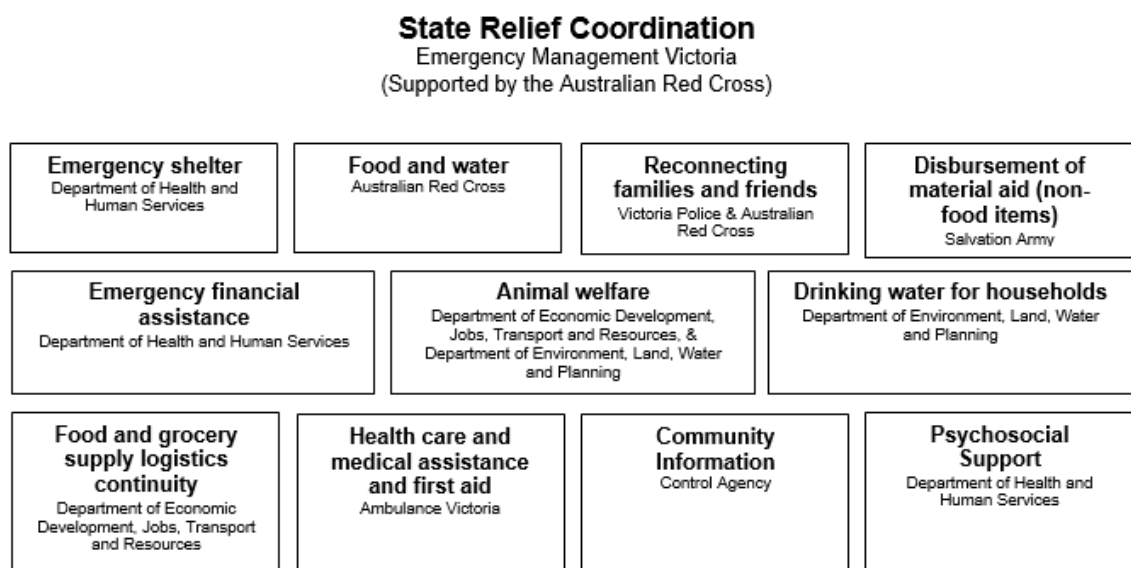 State Relief Coordination
Emergency Management Victoria
(Supported by the Australian Red Cross)
Emergency shelter
Department of Health and
Human Services
Food and water
Australian Red Cross
Reconnecting
families and friends
Victoria Police & Australian
Red Cross
Disbursement of
material aid (non-
food items)
Salvation Army
Emergency financial
assistance
Department of Health and Human Services
Animal welfare
Department of Economic Development,
Jobs, Transport and Resources, &
Department of Environment, Land, Water
and Planning
Drinking water for households
Department of Environment, Land, Water
and Planning
Food and grocery
supply logistics
continuity
Department of Economic
Development, Jobs, Transport
and Resources
Health care and
medical assistance
and first aid
Ambulance Victoria
Community
Information
Control Agency
Psychosocial
Support
Department of Health and
Human Services